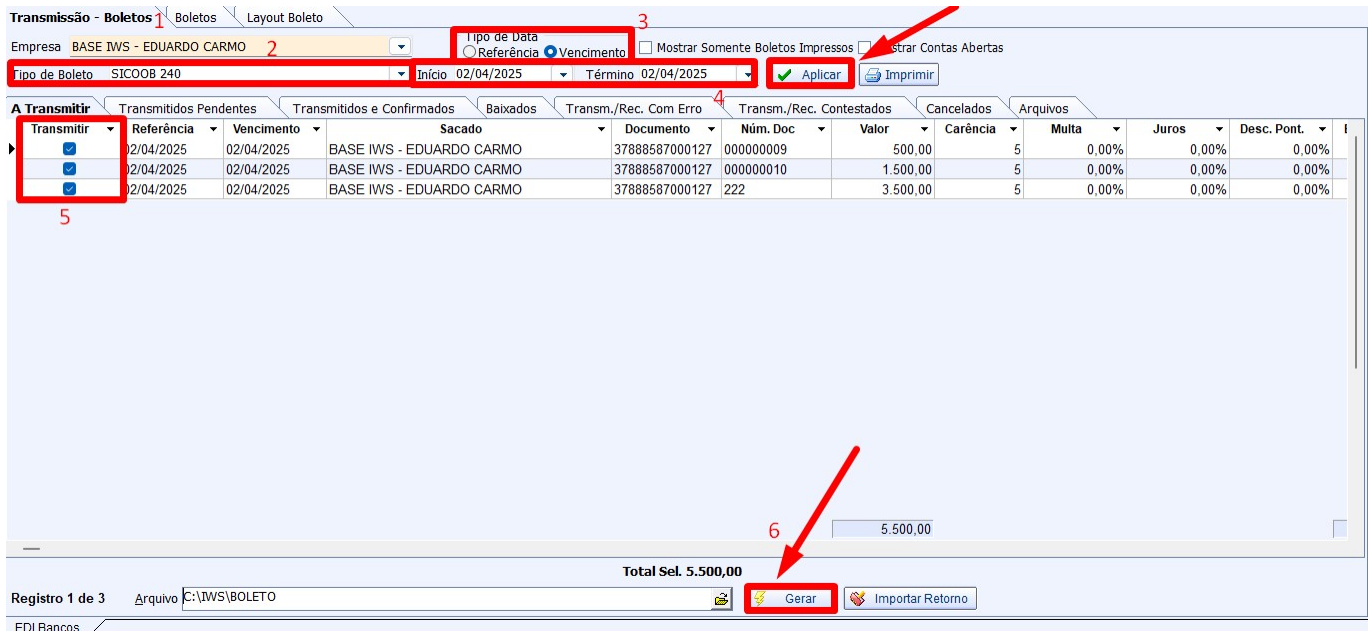 Transmissão - Boletos 1 Boletos Layout Boleto
Empresa BASE IWS - EDUARDO CARMO 2 Tipo de Data 3 Referência Vencimento Mostrar Somente Boletos Impressos Mostrar Contas Abertas
Tipo de Boleto SICOOB 240 Início 02/04/2025 Término 02/04/2025 Aplicar Imprimir
4
A Transmitir Transmitidos Pendentes Transmitidos e Confirmados Baixados Transm./Rec. Com Erro Transm./Rec. Contestados Cancelados Arquivos
Transmitir Referência Vencimento Sacado Documento Núm. Doc Valor Carência Multa Juros Desc. Pont.
02/04/2025 02/04/2025 BASE IWS - EDUARDO CARMO 37888587000127 000000009 500,00 5 0,00% 0,00% 0,00%
02/04/2025 02/04/2025 BASE IWS - EDUARDO CARMO 37888587000127 000000010 1.500,00 5 0,00% 0,00% 0,00%
02/04/2025 02/04/2025 BASE IWS - EDUARDO CARMO 37888587000127 222 3.500,00 5 0,00% 0,00% 0,00%
5
6 5.500,00
Total Sel. 5.500,00
Registro 1 de 3 Arquivo C:\IWS\BOLETO Gerar Importar Retorno
EDI Bancos